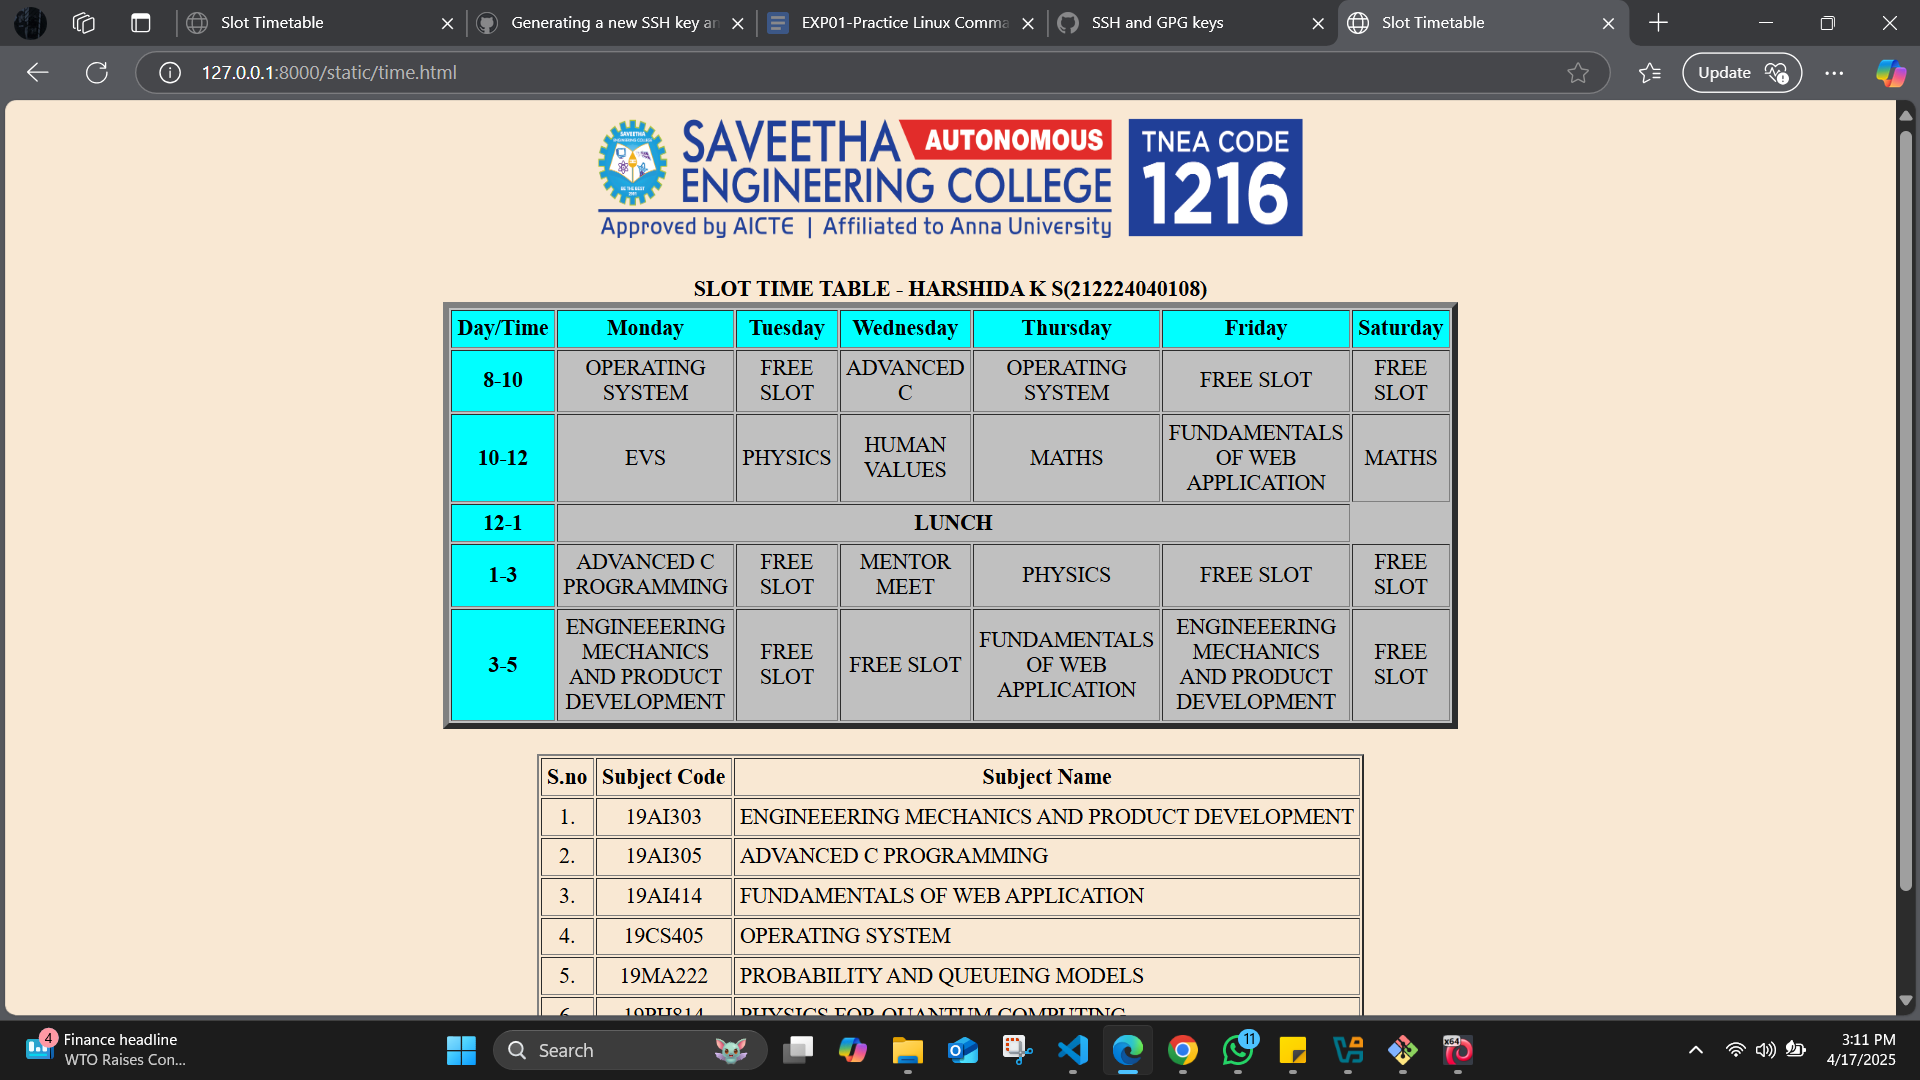 Slot Timetable
Generating a new SSH key an
EXP01-Practice Linux Comma
SSH and GPG keys
Slot Timetable
127.0.0.1:8000/static/time.html
Update
SAVEETHA AUTONOMOUS
ENGINEERING COLLEGE
Approved by AICTE | Affiliated to Anna University
TNEA CODE
1216
SLOT TIME TABLE - HARSHIDA K S(212224040108)
Day/Time Monday Tuesday Wednesday Thursday Friday Saturday
8-10 OPERATING SYSTEM FREE SLOT ADVANCED C OPERATING SYSTEM FREE SLOT FREE SLOT
10-12 EVS PHYSICS HUMAN VALUES MATHS FUNDAMENTALS OF WEB APPLICATION MATHS
12-1 LUNCH
1-3 ADVANCED C PROGRAMMING FREE SLOT MENTOR MEET PHYSICS FREE SLOT FREE SLOT
3-5 ENGINEEERING MECHANICS AND PRODUCT DEVELOPMENT FREE SLOT FREE SLOT FUNDAMENTALS OF WEB APPLICATION ENGINEEERING MECHANICS AND PRODUCT DEVELOPMENT FREE SLOT
S.no Subject Code Subject Name
1. 19AI303 ENGINEEERING MECHANICS AND PRODUCT DEVELOPMENT
2. 19AI305 ADVANCED C PROGRAMMING
3. 19AI414 FUNDAMENTALS OF WEB APPLICATION
4. 19CS405 OPERATING SYSTEM
5. 19MA222 PROBABILITY AND QUEUEING MODELS
6. 19PH814 PHYSICS FOR QUANTUM COMPUTING
4
Finance headline
WTO Raises Con...
Search
11
X64
3:11 PM
4/17/2025